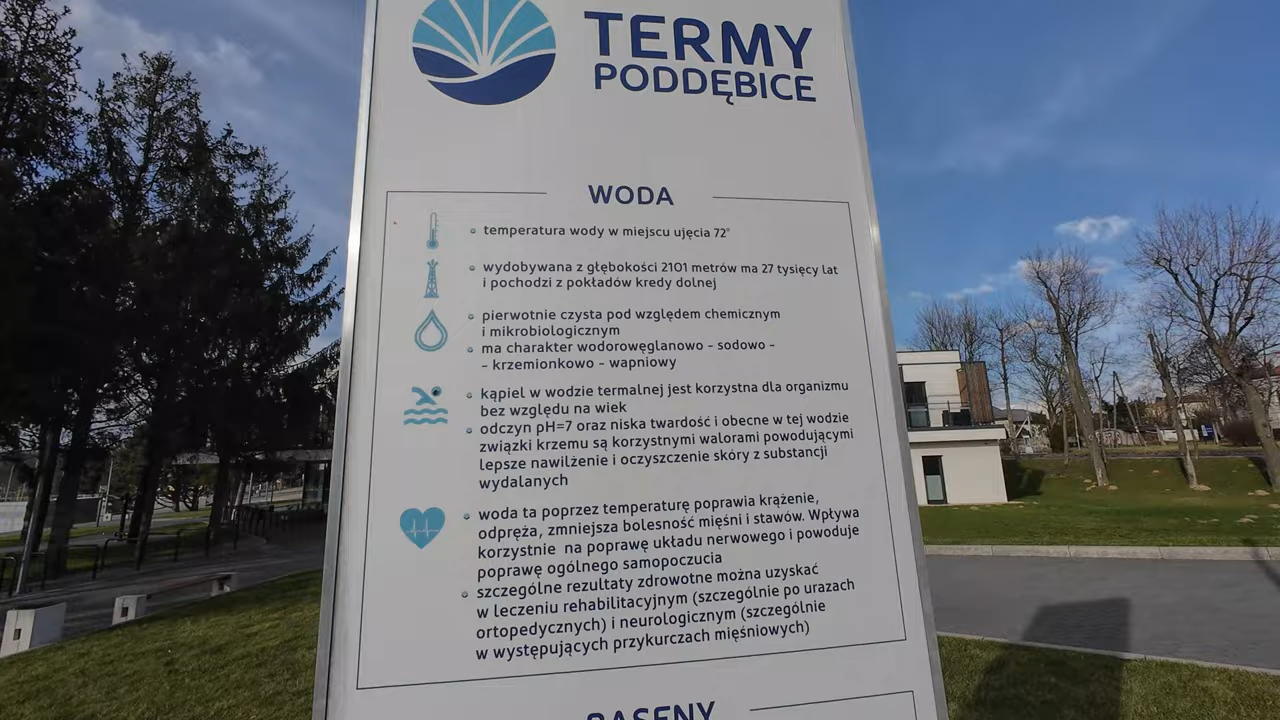 TERMY
PODDĘBICE
WODA
temperatura wody w miejscu ujęcia 72°
wydobywana z głębokości 2101 metrów ma 27 tysięcy lat
i pochodzi z pokładów kredy dolnej
pierwotnie czysta pod względem chemicznym
i mikrobiologicznym
ma charakter wodorowęglanowo - sodowo -
- krzemionkowo - wapniowy
kąpiel w wodzie termalnej jest korzystna dla organizmu
bez względu na wiek
odczyn pH=7 oraz niska twardość i obecne w tej wodzie
związki krzemu są korzystnymi walorami powodującymi
lepsze nawilżenie i oczyszczenie skóry z substancji
wydalanych
woda ta poprzez temperaturę poprawia krążenie,
odpręża, zmniejsza bolesność mięśni i stawów. Wpływa
korzystnie na poprawę układu nerwowego i powoduje
poprawę ogólnego samopoczucia
szczególne rezultaty zdrowotne można uzyskać
w leczeniu rehabilitacyjnym (szczególnie po urazach
ortopedycznych) i neurologicznym (szczególnie
w występujących przykurczach mięśniowych)
BASENY